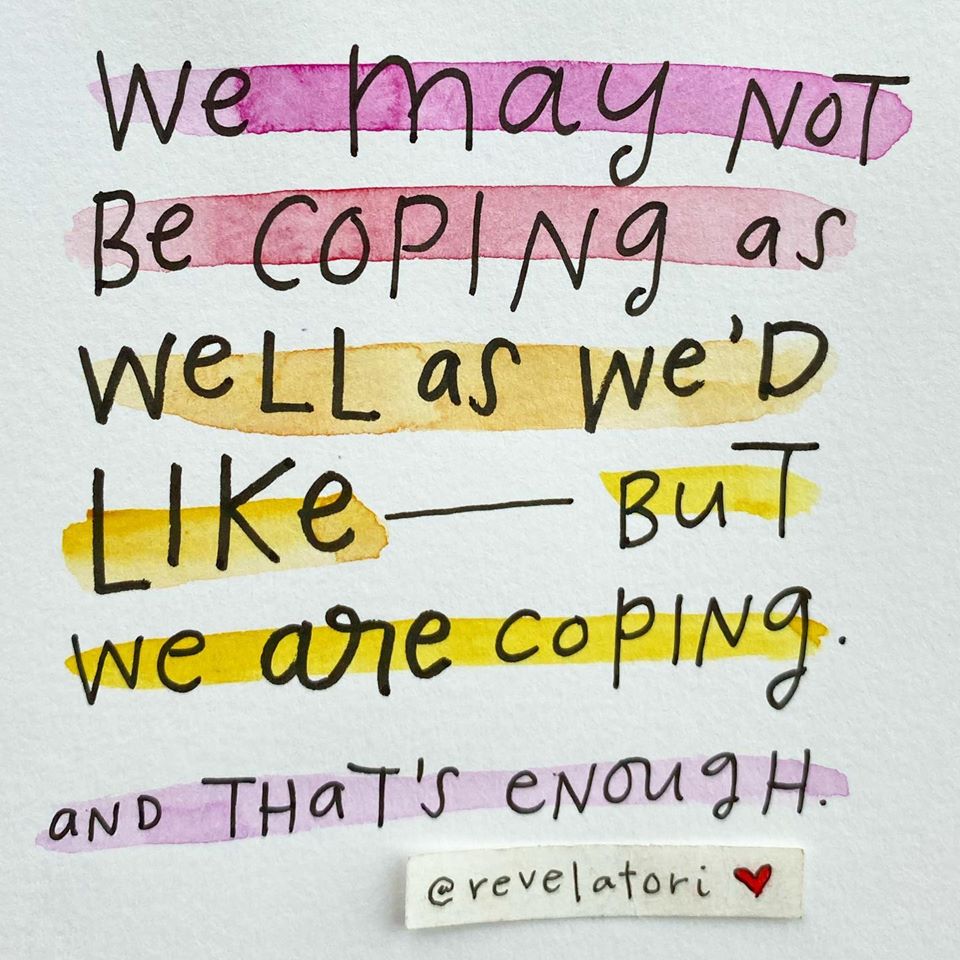 We may NOT
Be COPING as
WeLL as We'D
LIKe — BuT
we are coPING.
aND THaT's eNough.
@revelatori ❤